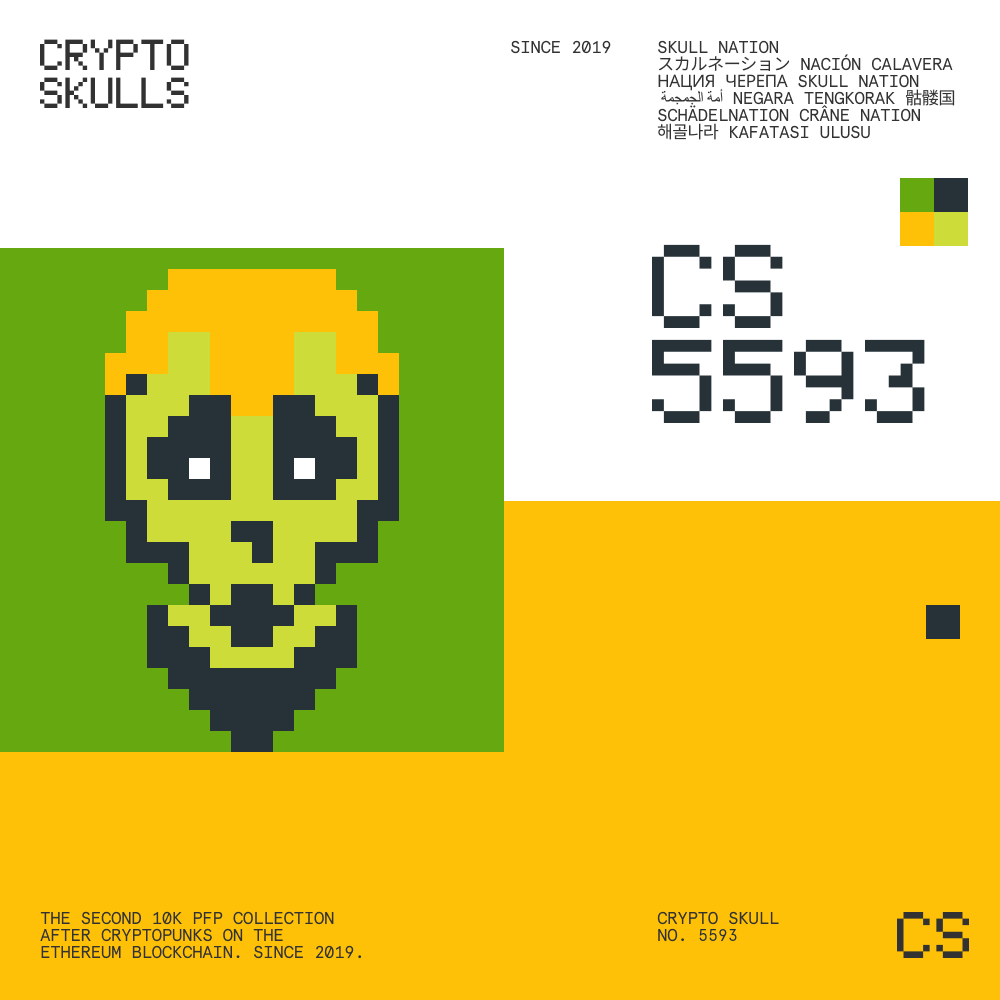 CRYPTO
SKULLS
SINCE 2019
SKULL NATION
スカルネーション NACIÓN CALAVERA
НАЦИЯ ЧЕРЕПА SKULL NATION
أمة الجمجمة NEGARA TENGKORAK 骷髅国
SCHÄDELNATION CRÂNE NATION
해골나라 KAFATASI ULUSU
CS
5593
THE SECOND 10K PFP COLLECTION
AFTER CRYPTOPUNKS ON THE
ETHEREUM BLOCKCHAIN. SINCE 2019.
CRYPTO SKULL
NO. 5593
CS